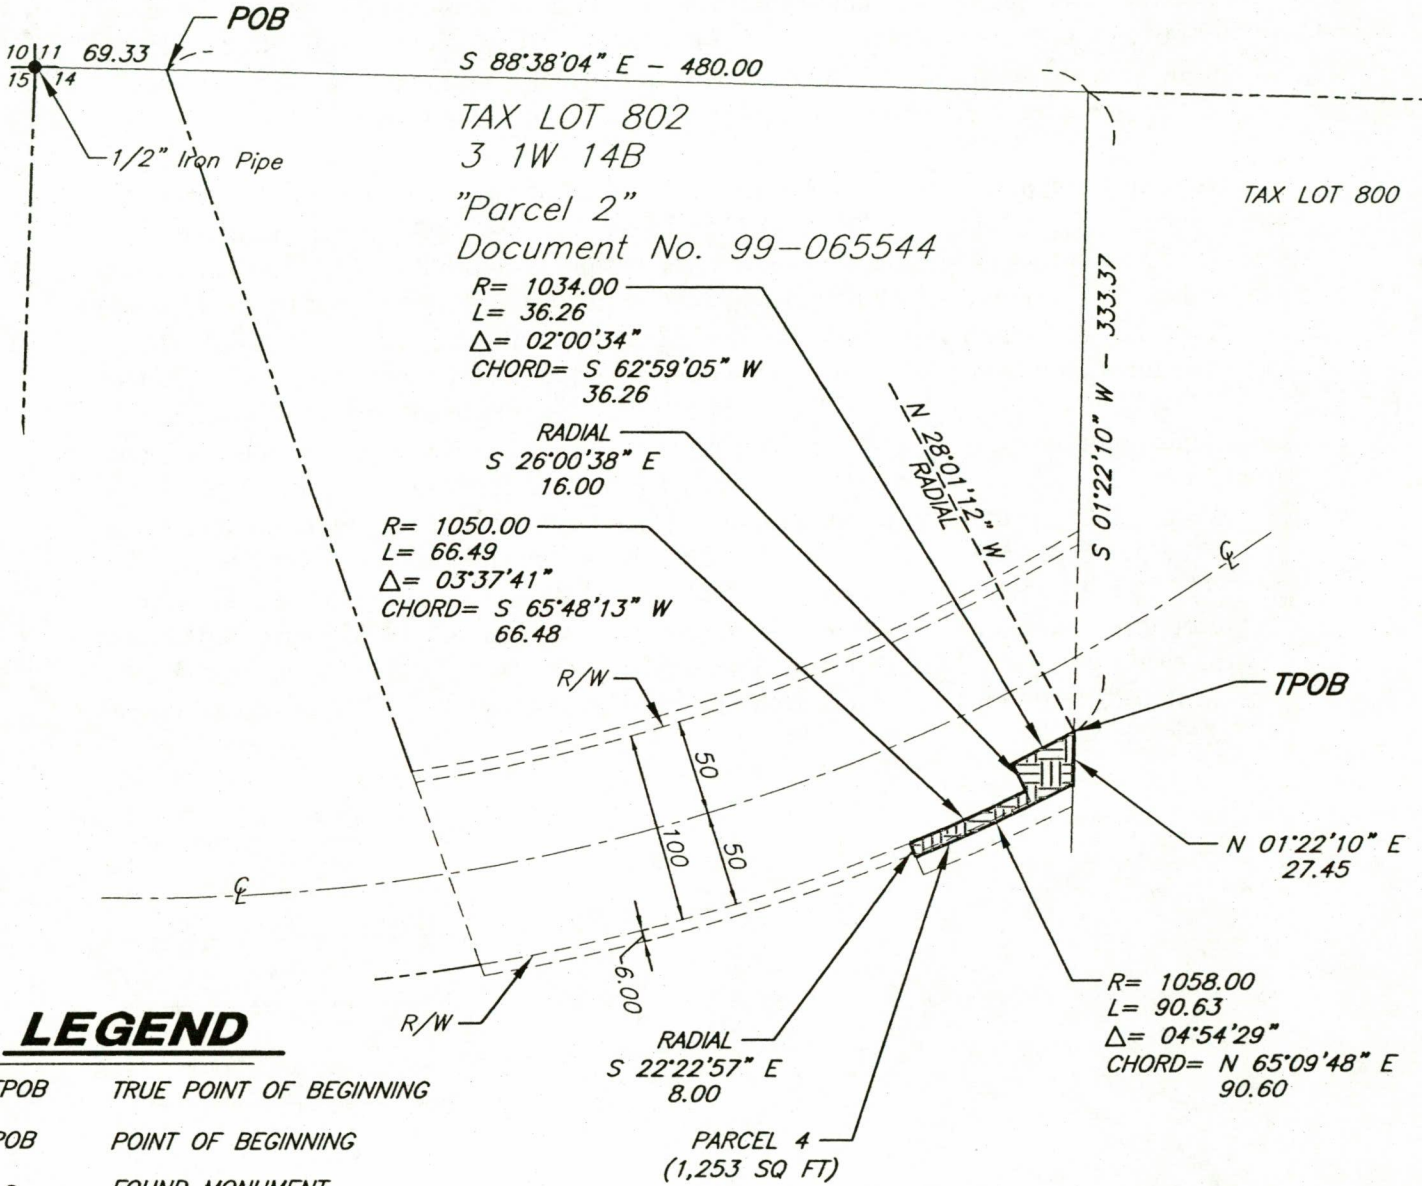 POB
10 11 69.33
15 14
S 88°38'04" E - 480.00
1/2" Iron Pipe
TAX LOT 802
3 1W 14B
"Parcel 2"
Document No. 99-065544
TAX LOT 800
R= 1034.00
L= 36.26
Δ= 02°00'34"
CHORD= S 62°59'05" W
36.26
S 01°22'10" W - 333.37
N 28°01'12" W
RADIAL
RADIAL
S 26°00'38" E
16.00
R= 1050.00
L= 66.49
Δ= 03°37'41"
CHORD= S 65°48'13" W
66.48
R/W
CL
TPOB
50
100
50
N 01°22'10" E
27.45
CL
6.00
R/W
RADIAL
S 22°22'57" E
8.00
R= 1058.00
L= 90.63
Δ= 04°54'29"
CHORD= N 65°09'48" E
90.60
PARCEL 4
(1,253 SQ FT)
LEGEND
TPOB TRUE POINT OF BEGINNING
POB POINT OF BEGINNING
FOUND MONUMENT